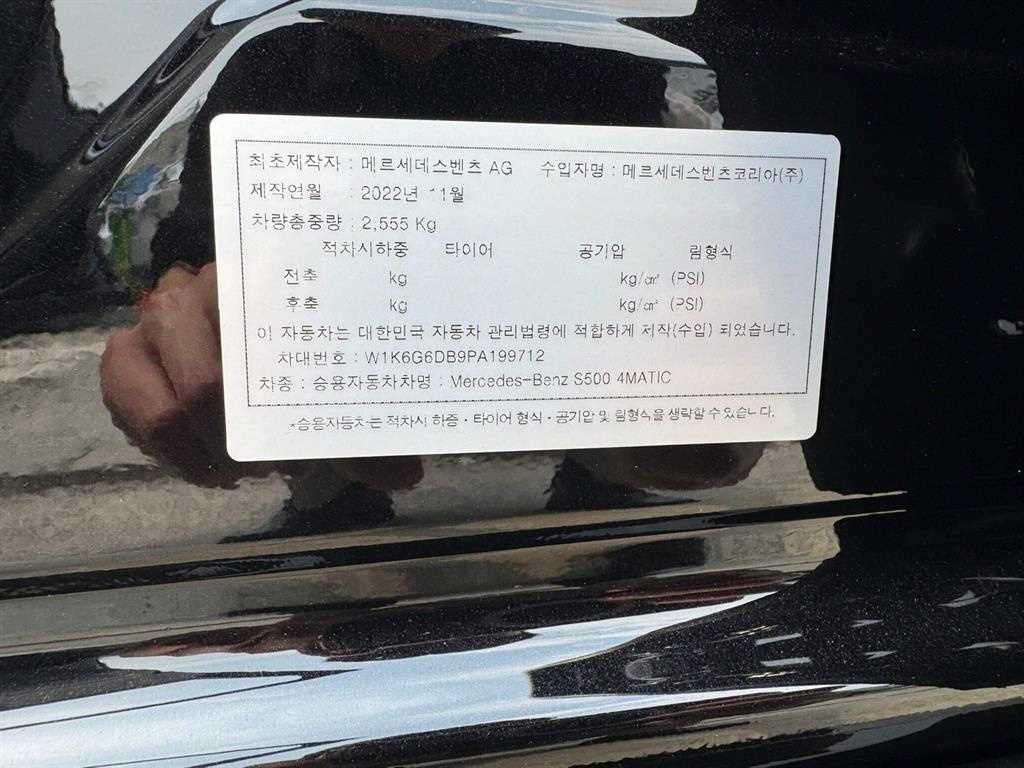 최초제작자 : 메르세데스벤츠 AG 수입자명 : 메르세데스벤츠코리아(주)
제작연월 : 2022년 11월
차량총중량 : 2,555 Kg
적차시하중 타이어 공기압 림형식
전축 kg kg/㎠ (PSI)
후축 kg kg/㎠ (PSI)
이 자동차는 대한민국 자동차 관리법령에 적합하게 제작(수입) 되었습니다.
차대번호 : W1K6G6DB9PA199712
차종 : 승용자동차차명 : Mercedes-Benz S500 4MATIC
*승용자동차는 적차시 하중·타이어 형식·공기압 및 림형식을 생략할 수 있습니다.